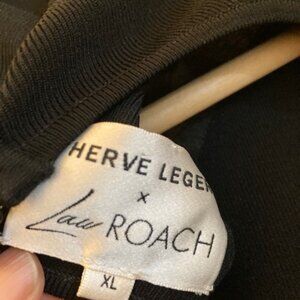 HERVE LEGER
x
Law ROACH
XL